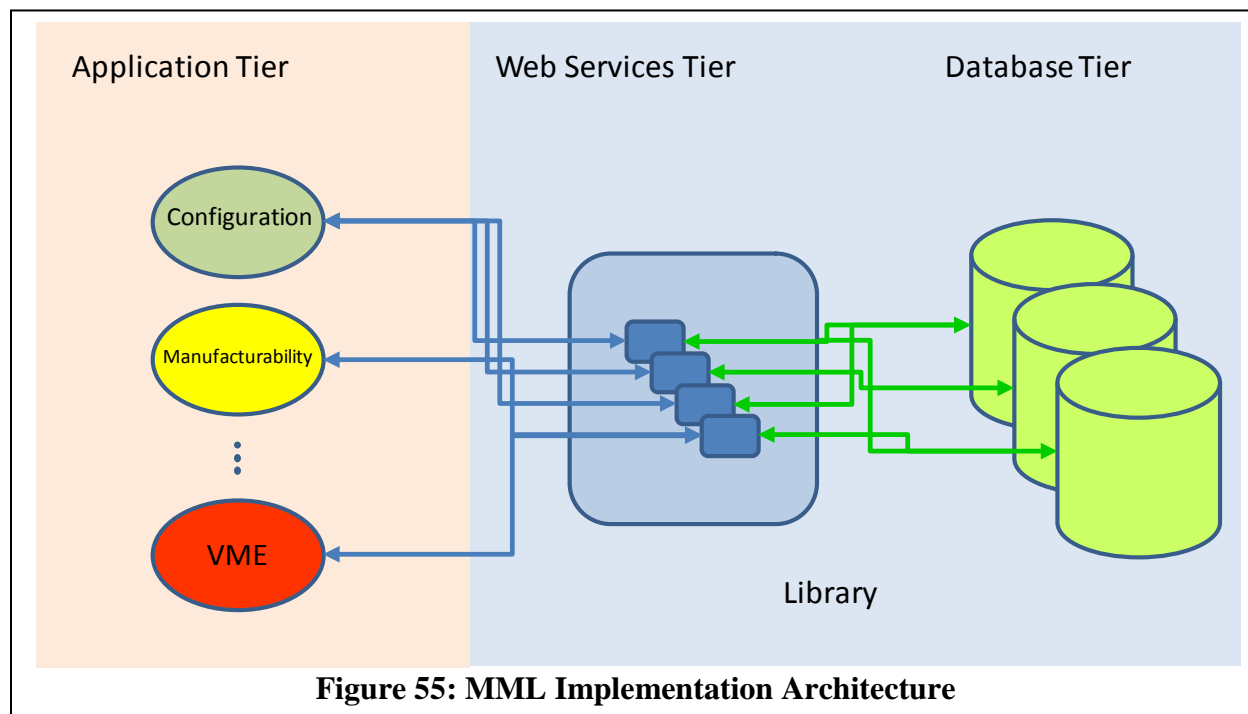 Application Tier
Web Services Tier
Database Tier
Configuration
Manufacturability
VME
Library
Figure 55: MML Implementation Architecture